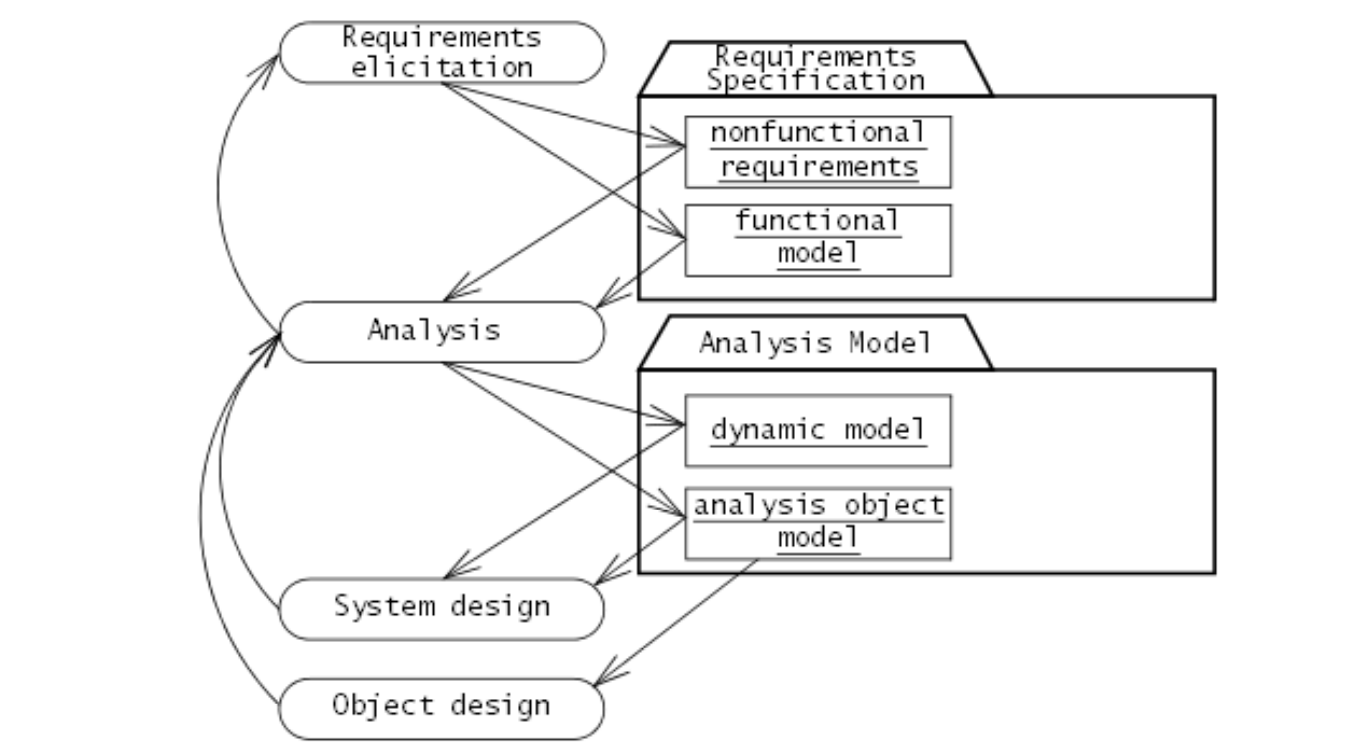 Requirements
elicitation
Requirements
Specification
nonfunctional
requirements
functional
model
Analysis
Analysis Model
dynamic model
analysis object
model
System design
Object design